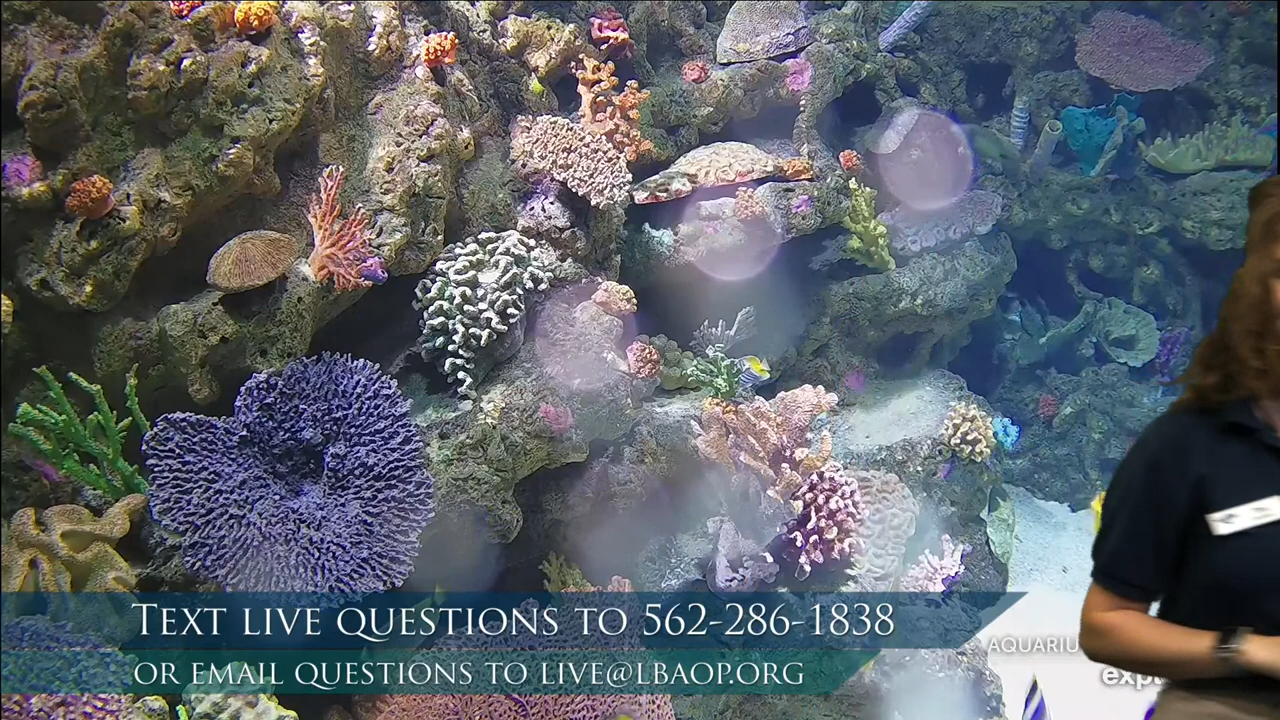 TEXT LIVE QUESTIONS TO 562-286-1838
OR EMAIL QUESTIONS TO LIVE@LBAOP.ORG